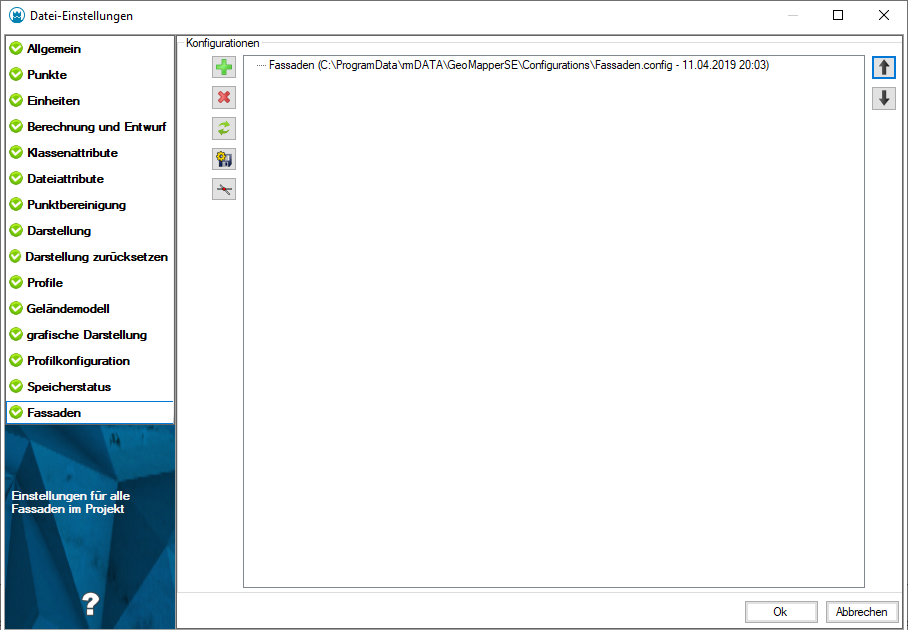 Datei-Einstellungen
Allgemein
Punkte
Einheiten
Berechnung und Entwurf
Klassenattribute
Dateiattribute
Punktbereinigung
Darstellung
Darstellung zurücksetzen
Profile
Geländemodell
grafische Darstellung
Profilkonfiguration
Speicherstatus
Fassaden
Einstellungen für alle
Fassaden im Projekt
?
Konfigurationen
Fassaden (C:\ProgramData\rmDATA\GeoMapperSE\Configurations\Fassaden.config - 11.04.2019 20:03)
Ok
Abbrechen